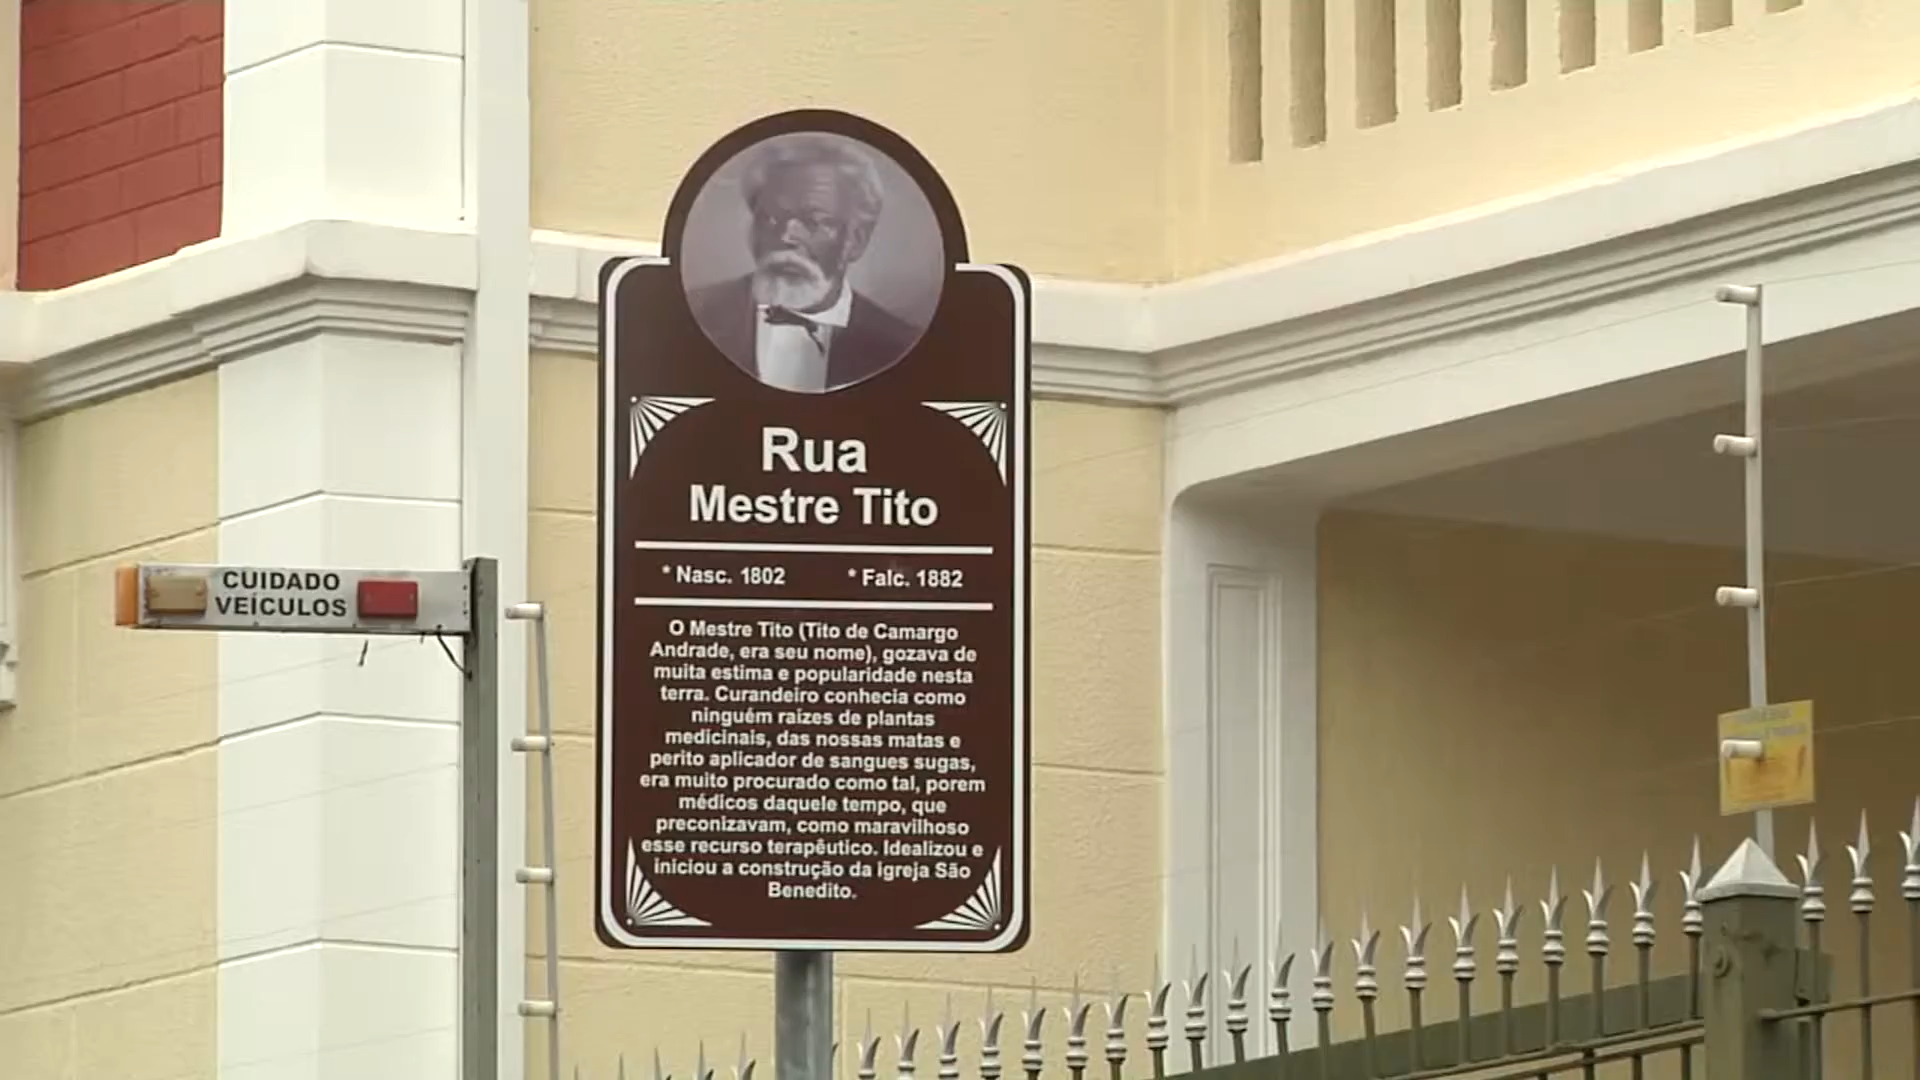 Rua
Mestre Tito
* Nasc. 1802 * Falc. 1882
O Mestre Tito (Tito de Camargo
Andrade, era seu nome), gozava de
muita estima e popularidade nesta
terra. Curandeiro conhecia como
ninguém raízes de plantas
medicinais, das nossas matas e
perito aplicador de sangues sugas,
era muito procurado como tal, porem
médicos daquele tempo, que
preconizavam, como maravilhoso
esse recurso terapêutico. Idealizou e
iniciou a construção da igreja São
Benedito.
CUIDADO
VEÍCULOS